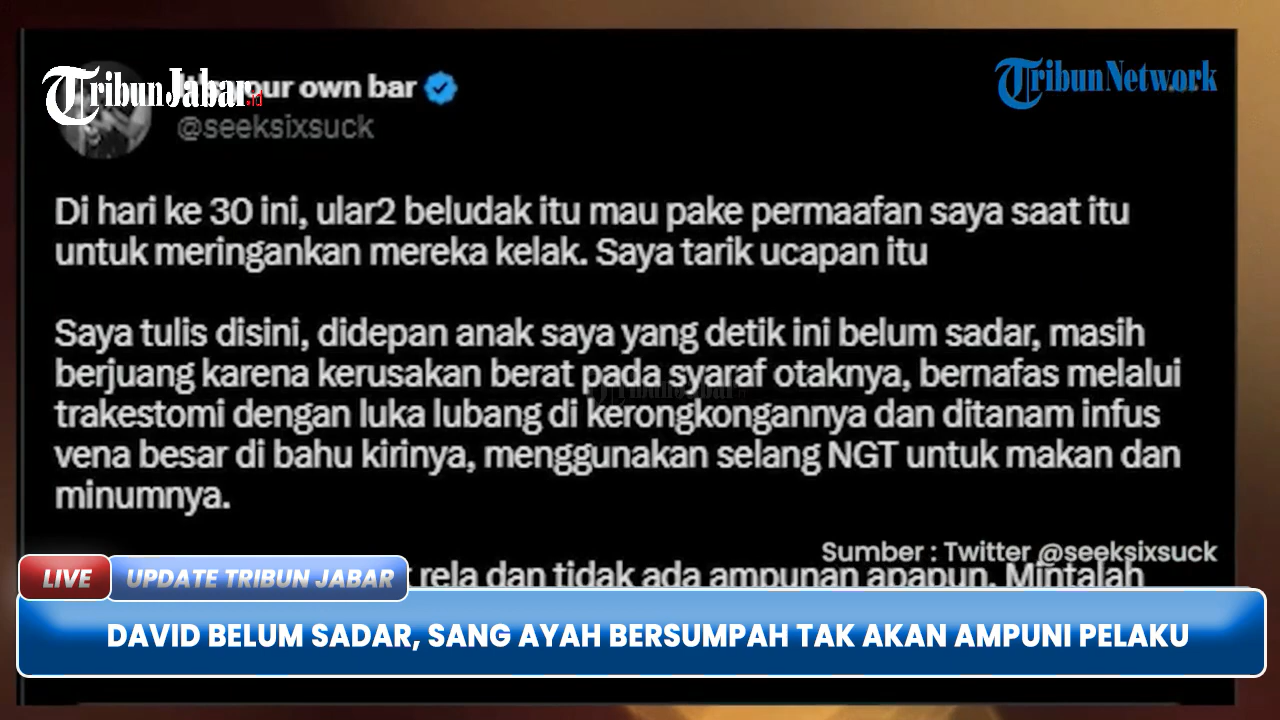 TribunJabar.id
our own bar
@seeksixsuck
TribunNetwork
Di hari ke 30 ini, ular2 beludak itu mau pake permaafan saya saat itu
untuk meringankan mereka kelak. Saya tarik ucapan itu
Saya tulis disini, didepan anak saya yang detik ini belum sadar, masih
berjuang karena kerusakan berat pada syaraf otaknya, bernafas melalui
trakestomi dengan luka lubang di kerongkongannya dan ditanam infus
vena besar di bahu kirinya, menggunakan selang NGT untuk makan dan
minumnya.
Sumber : Twitter @seeksixsuck
rela dan tidak ada ampunan apapun. Mintalah
LIVE
UPDATE TRIBUN JABAR
DAVID BELUM SADAR, SANG AYAH BERSUMPAH TAK AKAN AMPUNI PELAKU